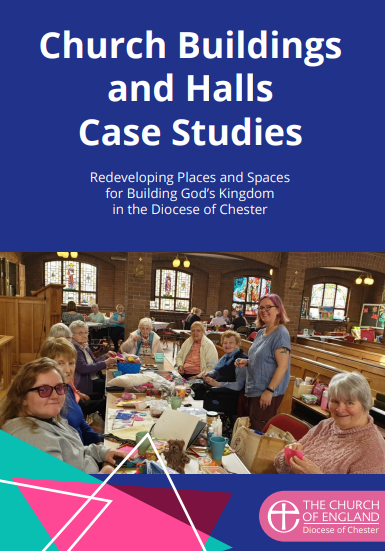 Church Buildings
and Halls
Case Studies
Redeveloping Places and Spaces
for Building God's Kingdom
in the Diocese of Chester
THE CHURCH
OF ENGLAND
Diocese of Chester